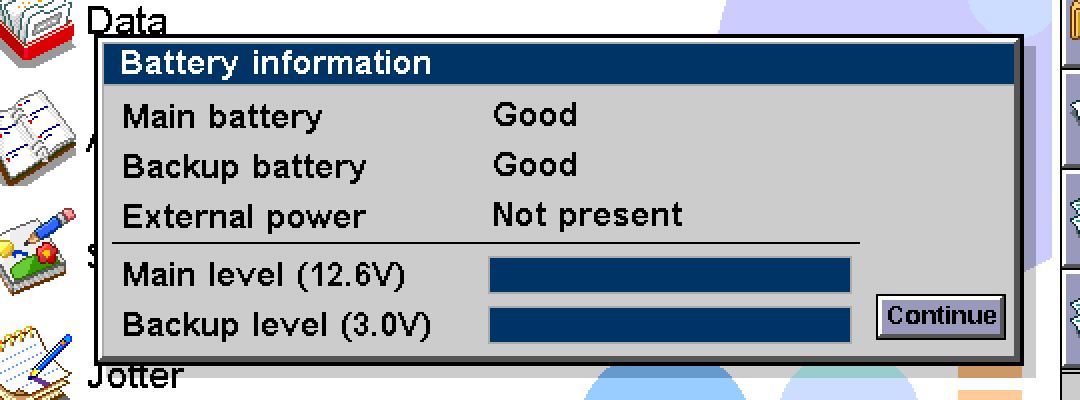 Data
Battery information
Main battery Good
Backup battery Good
External power Not present
Main level (12.6V)
Backup level (3.0V)
Continue
Jotter